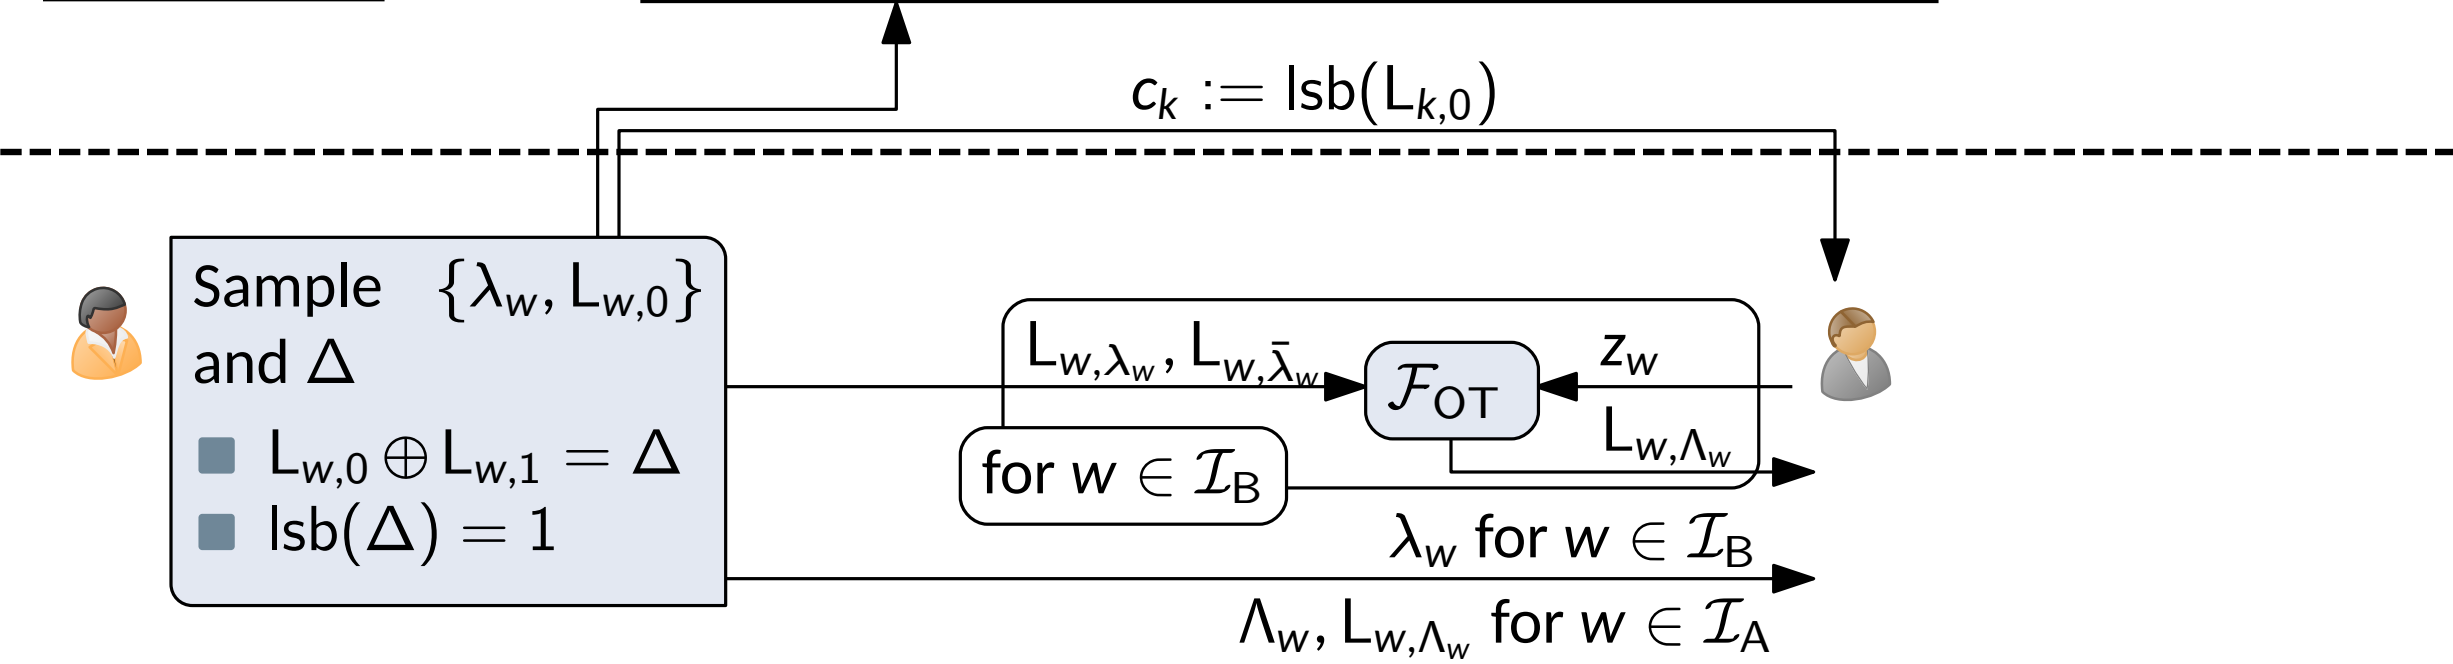 c_k := lsb(L_{k,0})
Sample {λ_w, L_{w,0}}
and Δ
L_{w,0} ⊕ L_{w,1} = Δ
lsb(Δ) = 1
L_{w,λ_w}, L_{w,λ̄_w}
F_OT
z_w
L_{w,Λ_w}
for w ∈ I_B
λ_w for w ∈ I_B
Λ_w, L_{w,Λ_w} for w ∈ I_A